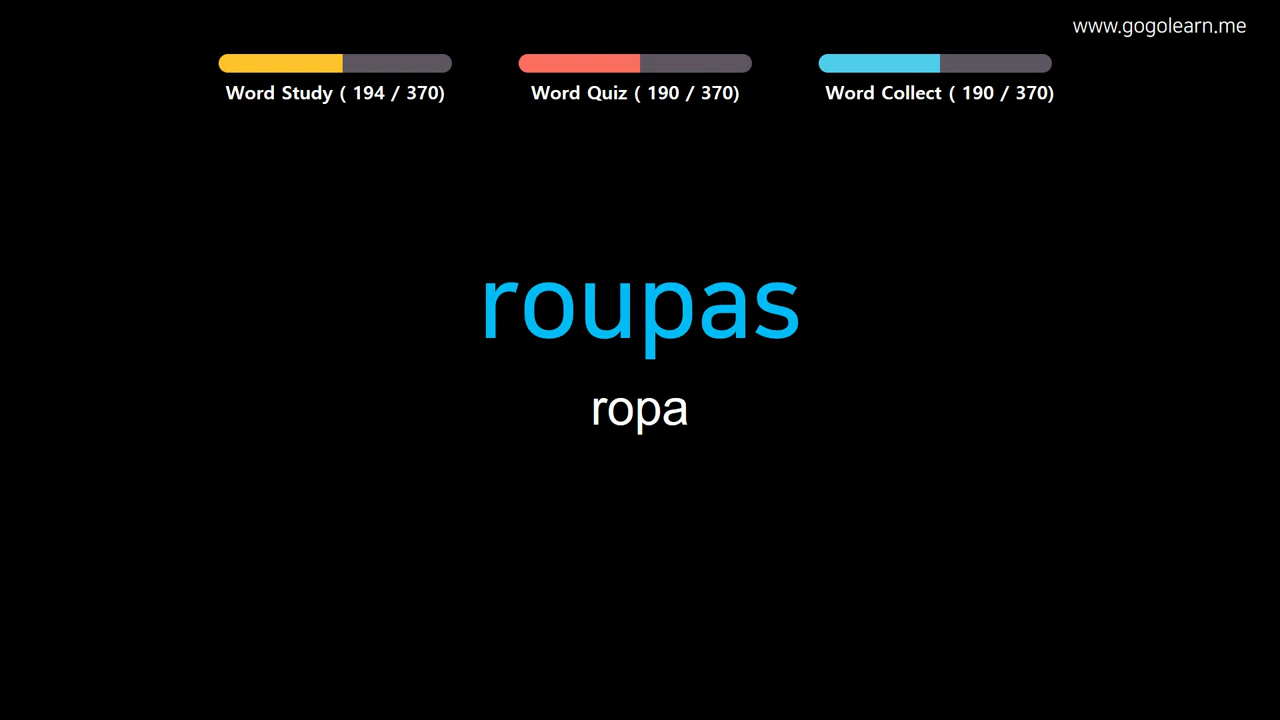 www.gogolearn.me
Word Study ( 194 / 370)
Word Quiz ( 190 / 370)
Word Collect ( 190 / 370)
roupas
ropa